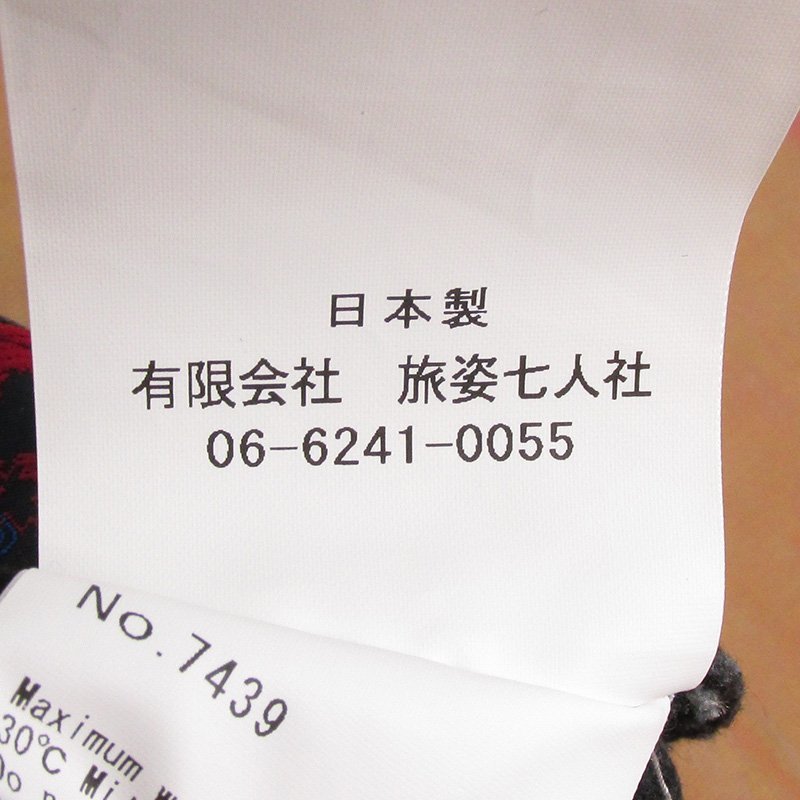 日本製
有限会社　旅姿七人社
06-6241-0055
No.7439
Maximum
30℃